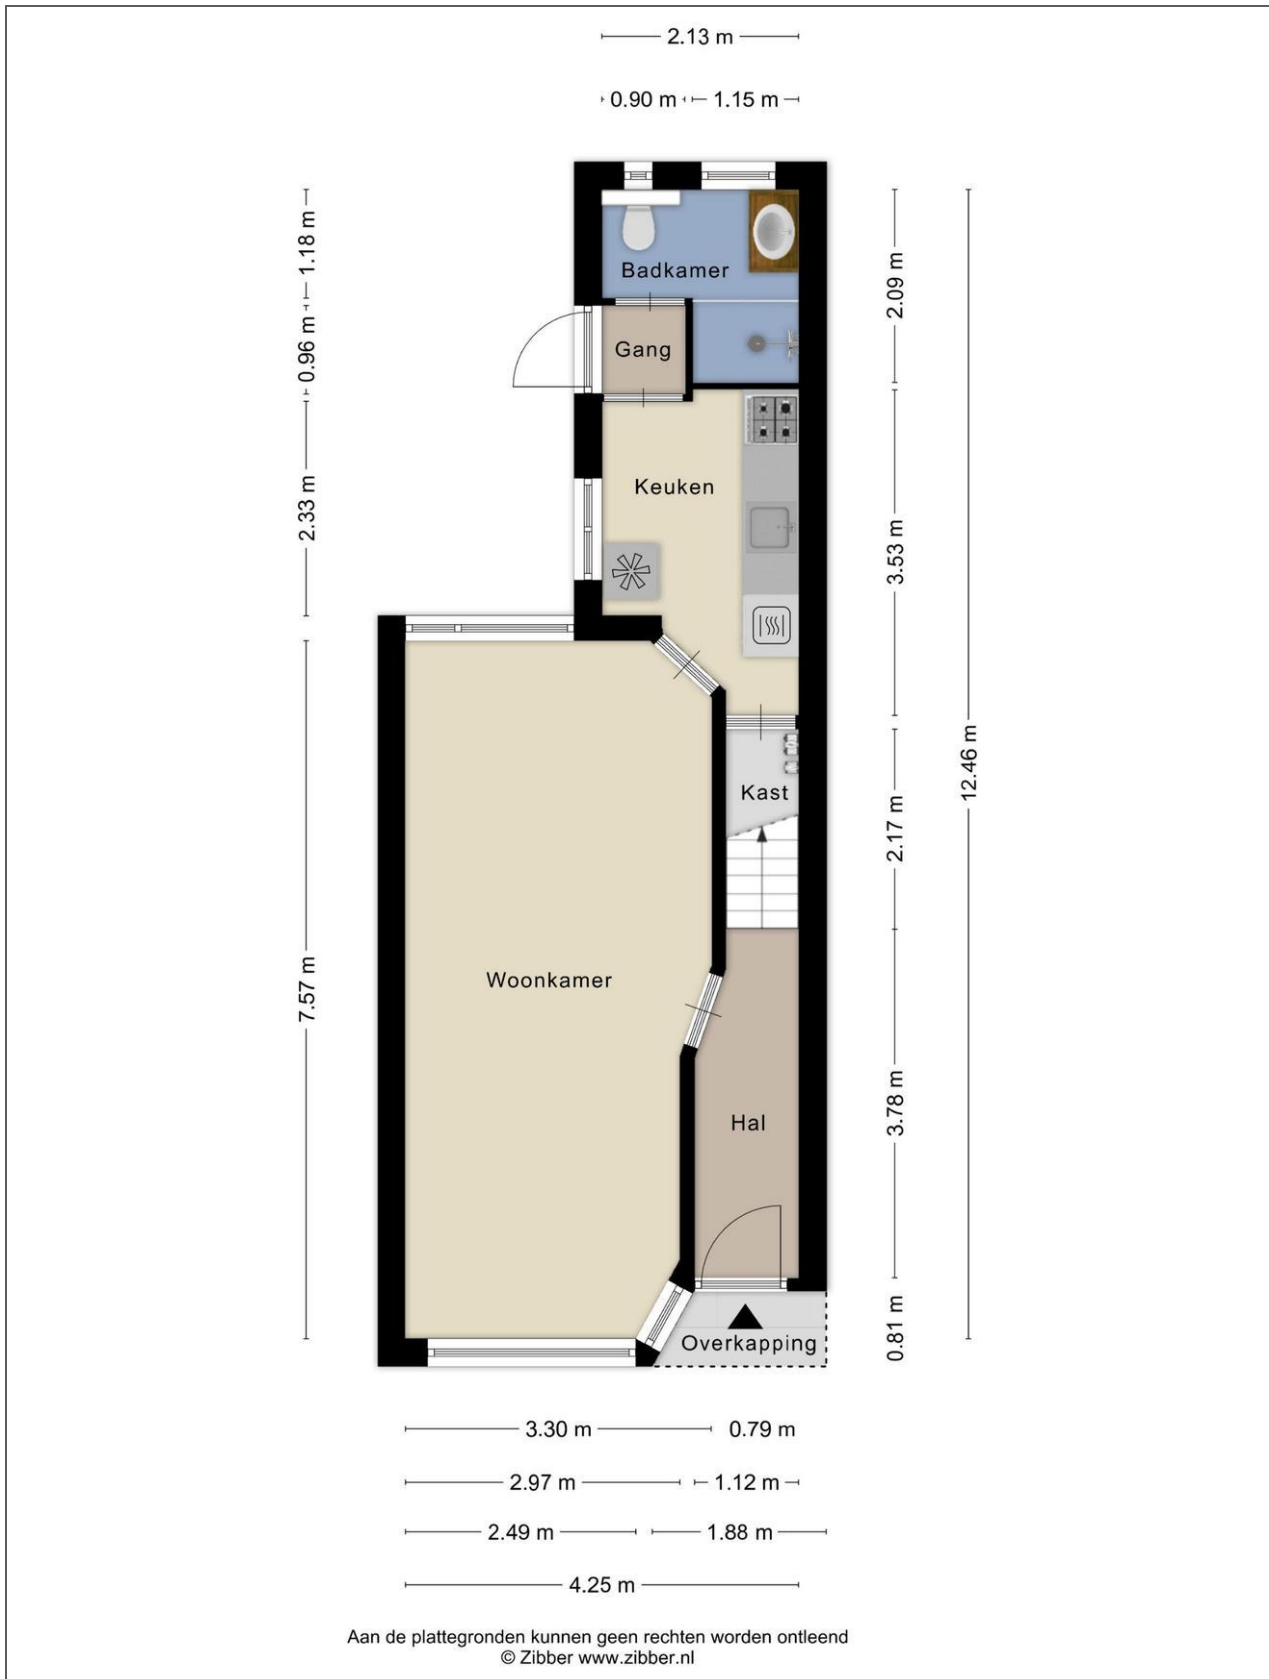 2.13 m
0.90 m
1.15 m
1.18 m
0.96 m
2.33 m
7.57 m
Badkamer
Gang
Keuken
Kast
Woonkamer
Hal
Overkapping
2.09 m
3.53 m
2.17 m
3.78 m
0.81 m
12.46 m
3.30 m
0.79 m
2.97 m
1.12 m
2.49 m
1.88 m
4.25 m
Aan de plattegronden kunnen geen rechten worden ontleend
© Zibber www.zibber.nl